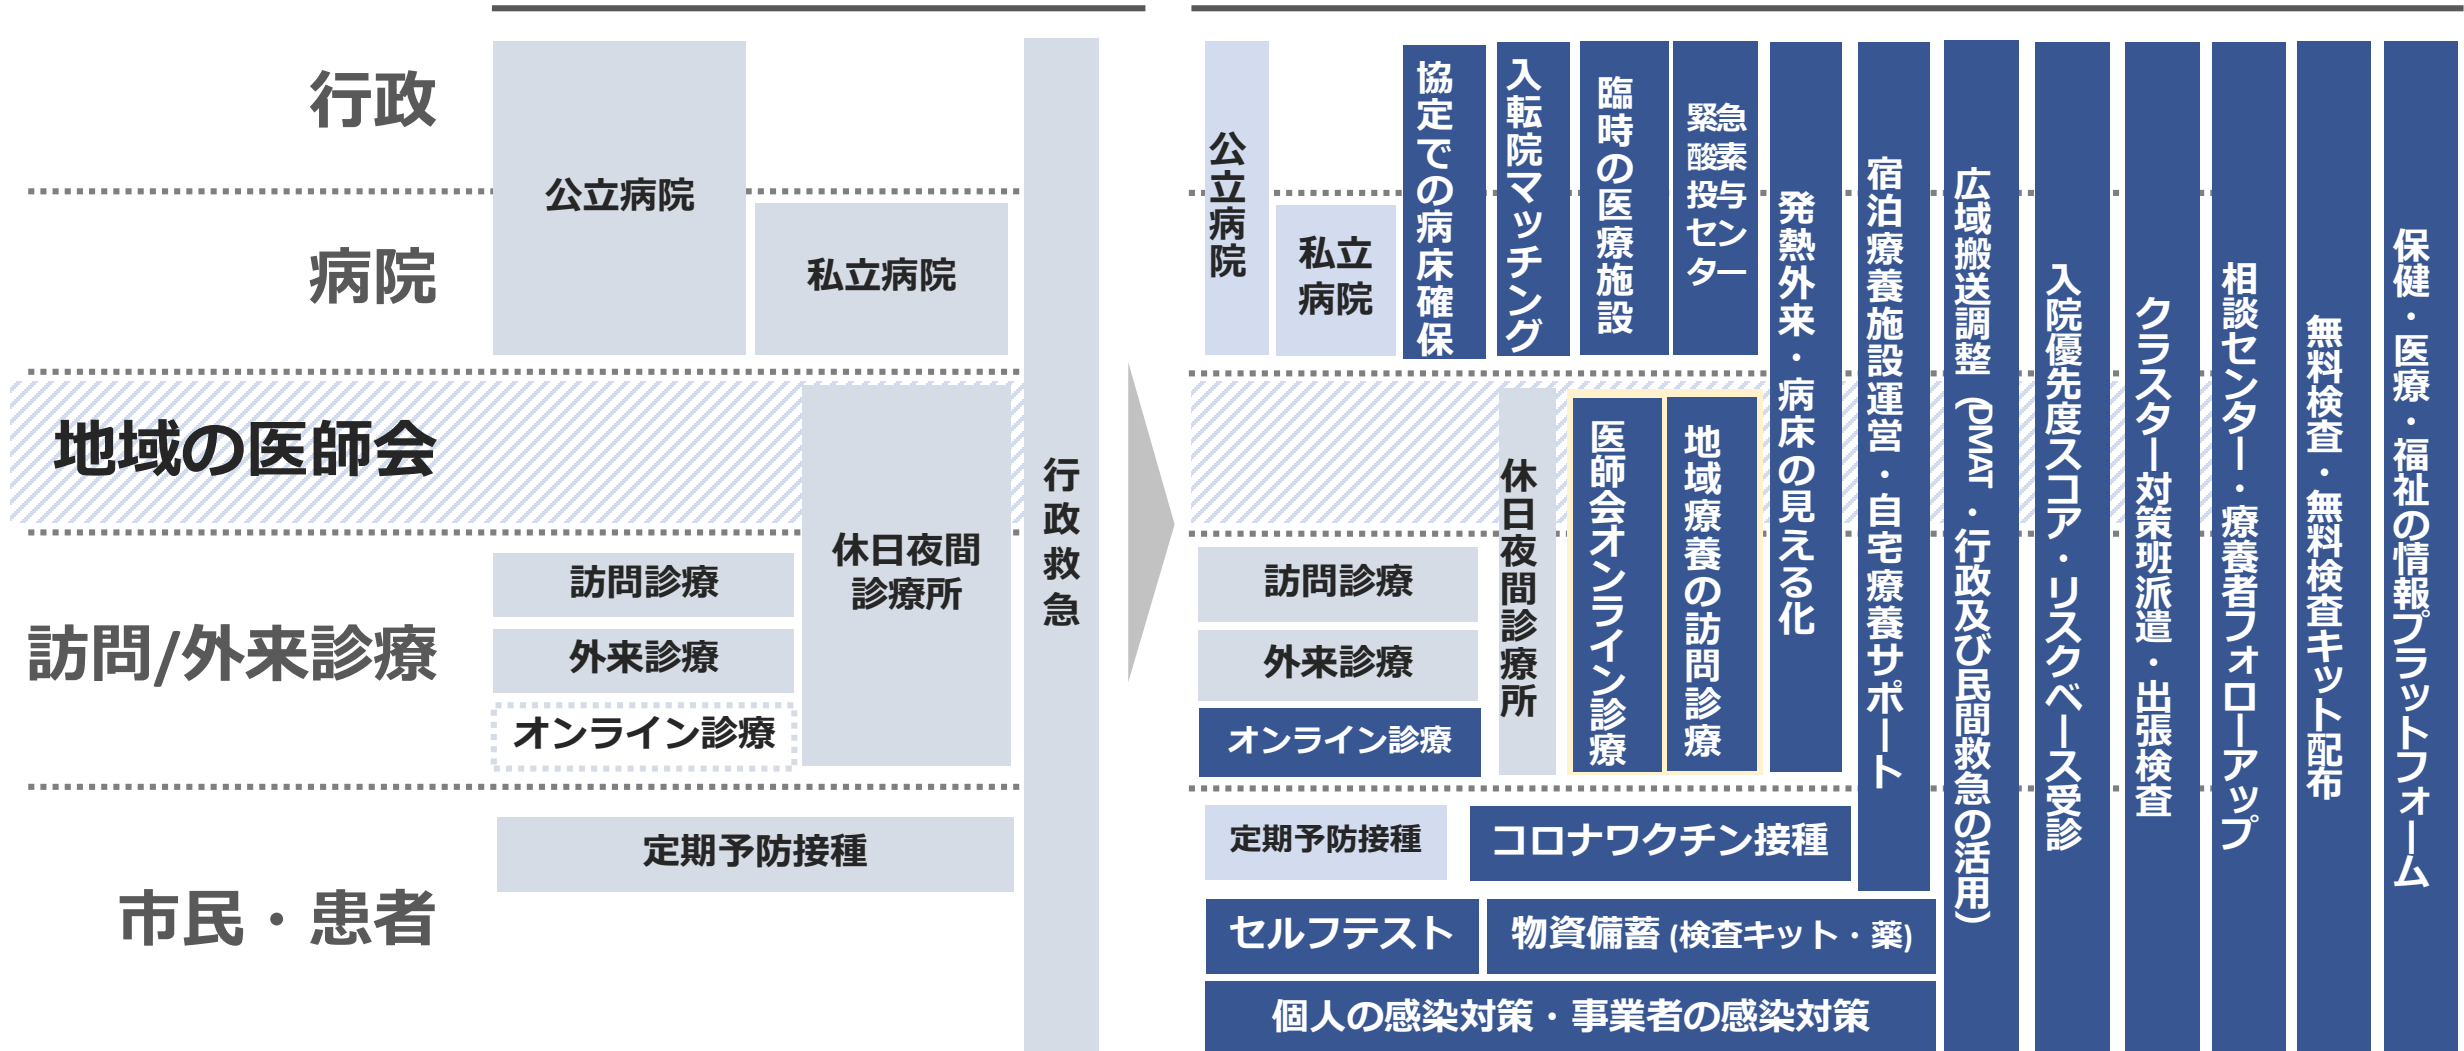 行政
病院
地域の医師会
訪問/外来診療
市民・患者
公立病院
私立病院
休日夜間
診療所
訪問診療
外来診療
オンライン診療
定期予防接種
行政救急
公立病院
私立
病院
協定での病床確保
入転院マッチング
臨時の医療施設
緊急
酸素
投与
センター
発熱外来・病床の見える化
宿泊療養施設運営・自宅療養サポート
広域搬送調整（DMAT・行政及び民間救急の活用）
入院優先度スコア・リスクベース受診
クラスター対策班派遣・出張検査
相談センター・療養者フォローアップ
無料検査・無料検査キット配布
保健・医療・福祉の情報プラットフォーム
訪問診療
外来診療
オンライン診療
休日夜間診療所
医師会オンライン診療
地域療養の訪問診療
定期予防接種
コロナワクチン接種
セルフテスト
物資備蓄 (検査キット・薬)
個人の感染対策・事業者の感染対策